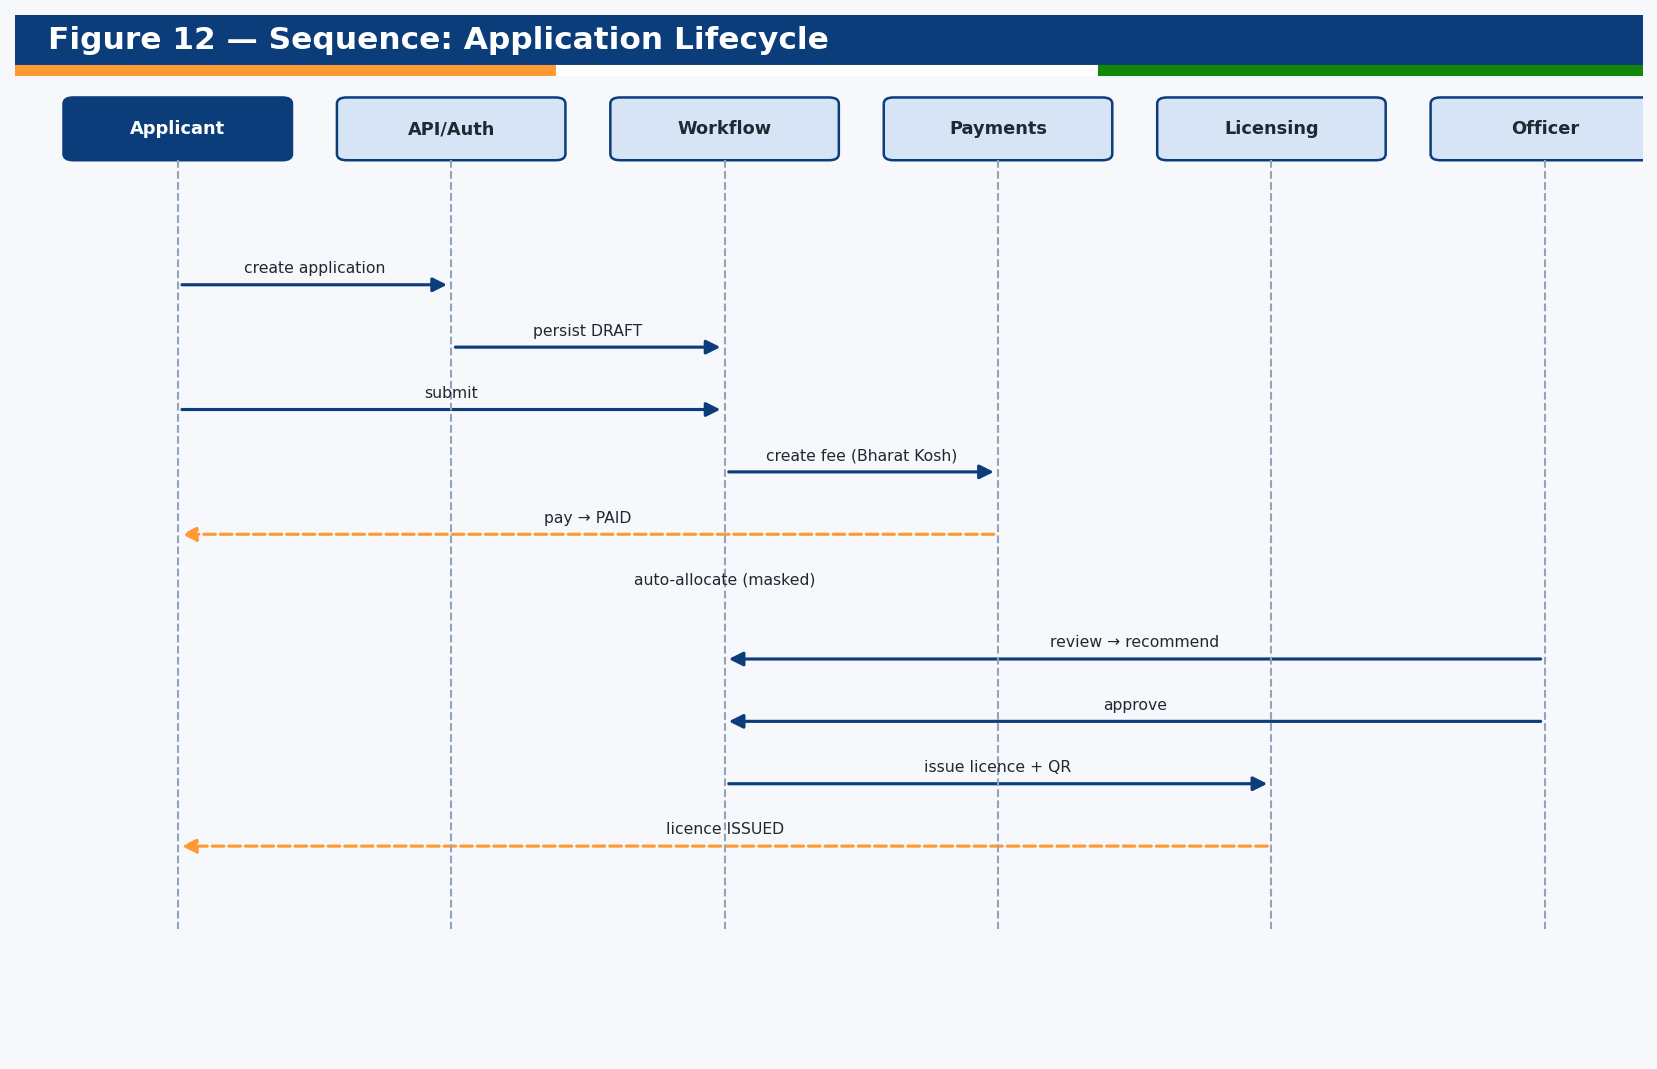 Figure 12 — Sequence: Application Lifecycle
Applicant
API/Auth
Workflow
Payments
Licensing
Officer
create application
persist DRAFT
submit
create fee (Bharat Kosh)
pay → PAID
auto-allocate (masked)
review → recommend
approve
issue licence + QR
licence ISSUED